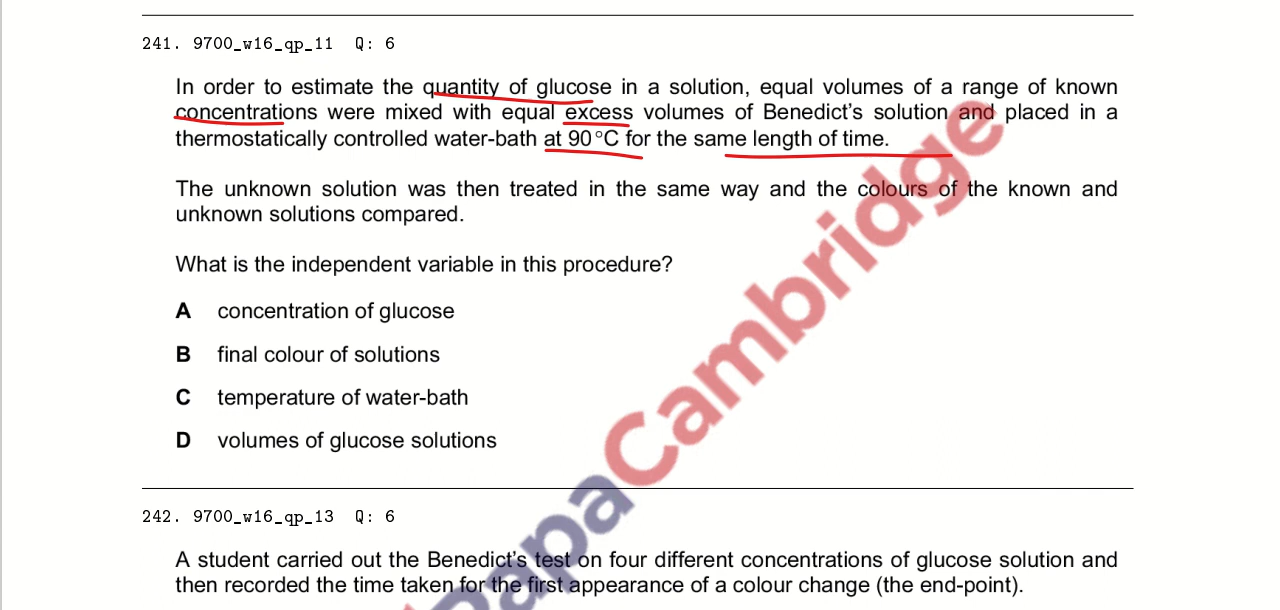 241. 9700_w16_qp_11 Q: 6
In order to estimate the quantity of glucose in a solution, equal volumes of a range of known
concentrations were mixed with equal excess volumes of Benedict's solution and placed in a
thermostatically controlled water-bath at 90 °C for the same length of time.
The unknown solution was then treated in the same way and the colours of the known and
unknown solutions compared.
What is the independent variable in this procedure?
A concentration of glucose
B final colour of solutions
C temperature of water-bath
D volumes of glucose solutions
PapaCambridge
242. 9700_w16_qp_13 Q: 6
A student carried out the Benedict's test on four different concentrations of glucose solution and
then recorded the time taken for the first appearance of a colour change (the end-point).